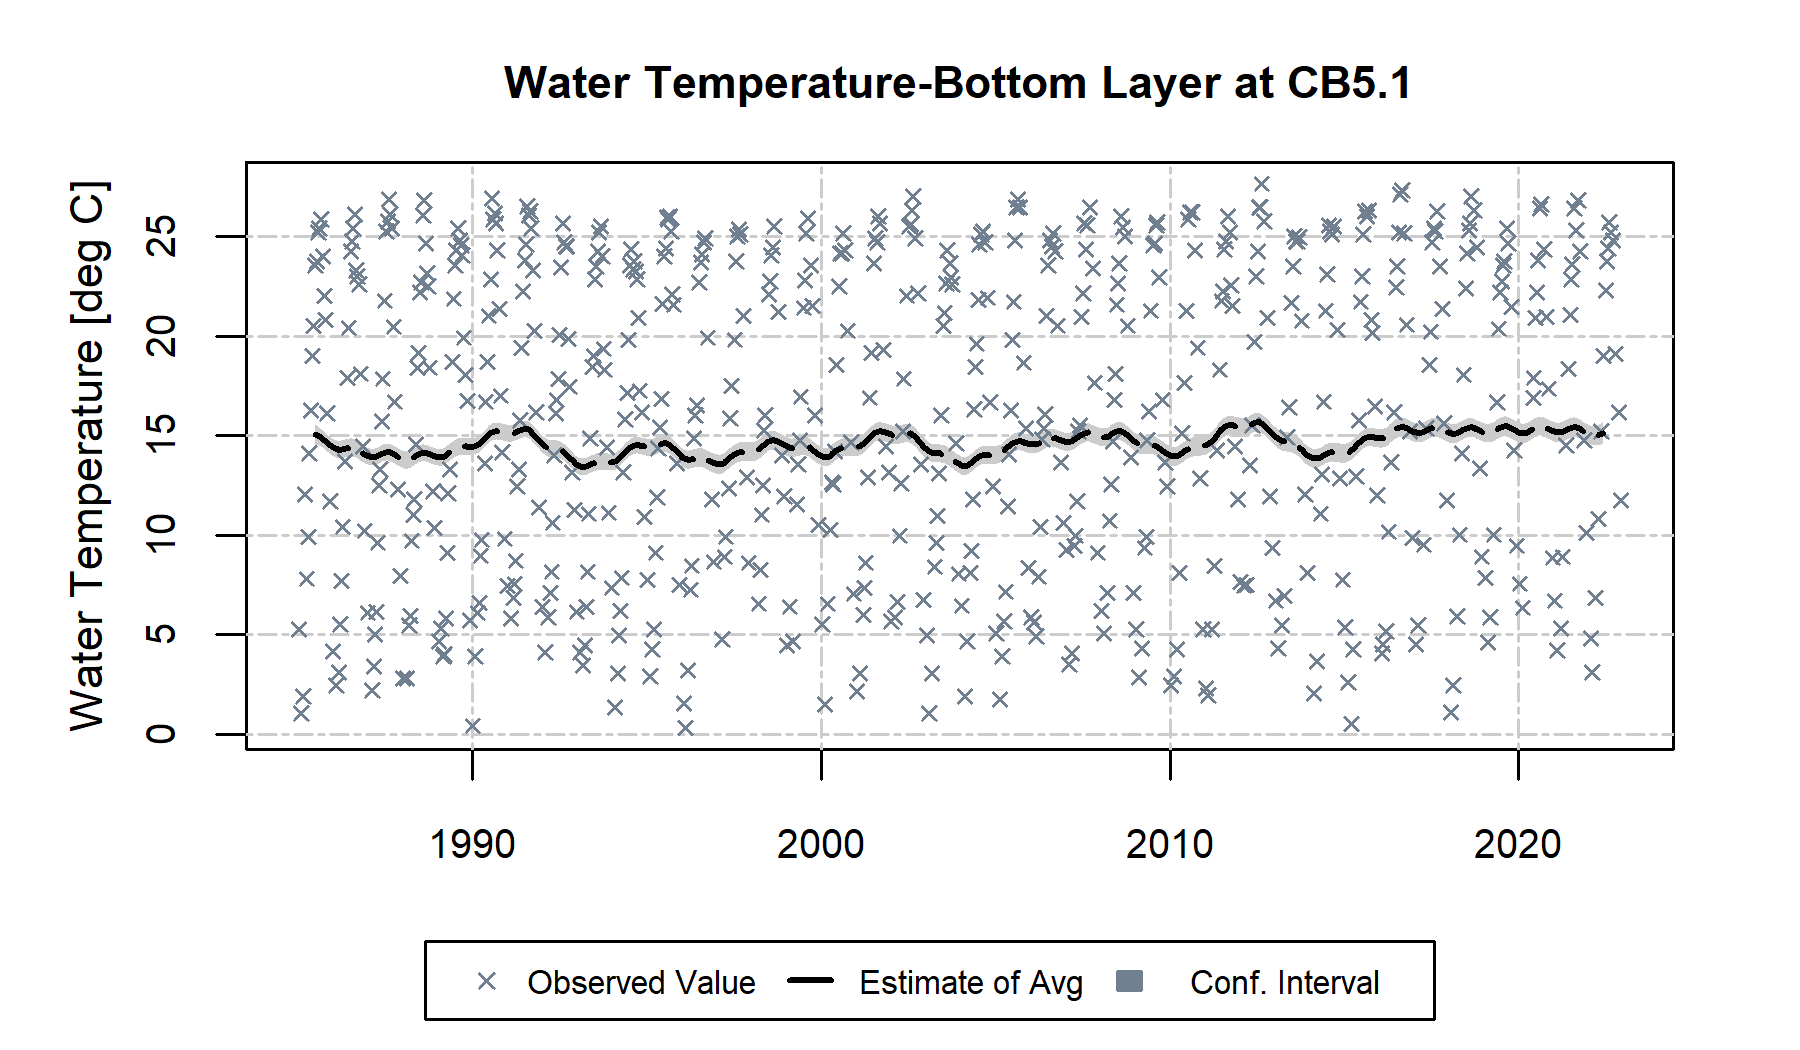 Water Temperature-Bottom Layer at CB5.1
Water Temperature [deg C]
25
20
15
10
5
0
1990 2000 2010 2020
Observed Value Estimate of Avg Conf. Interval